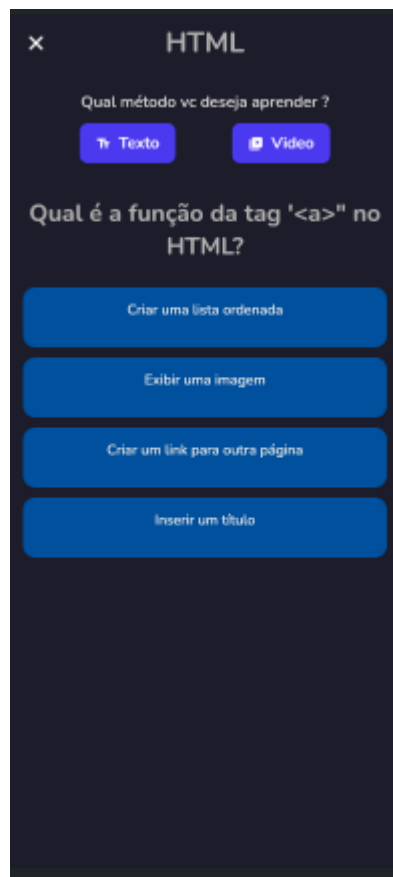 HTML
Qual método vc deseja aprender ?
Texto
Video
Qual é a função da tag '<a>" no
HTML?
Criar uma lista ordenada
Exibir uma imagem
Criar um link para outra página
Inserir um título